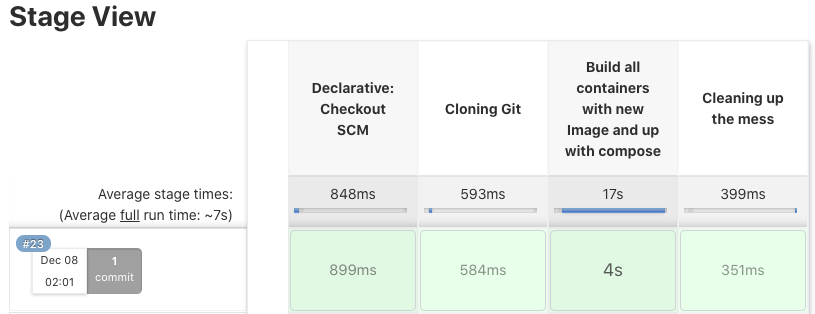 Stage View
Declarative:
Checkout
SCM
Cloning Git
Build all
containers
with new
Image and up
with compose
Cleaning up
the mess
Average stage times:
(Average full run time: ~7s)
848ms
593ms
17s
399ms
#23
Dec 08
02:01
1
commit
899ms
584ms
4s
351ms